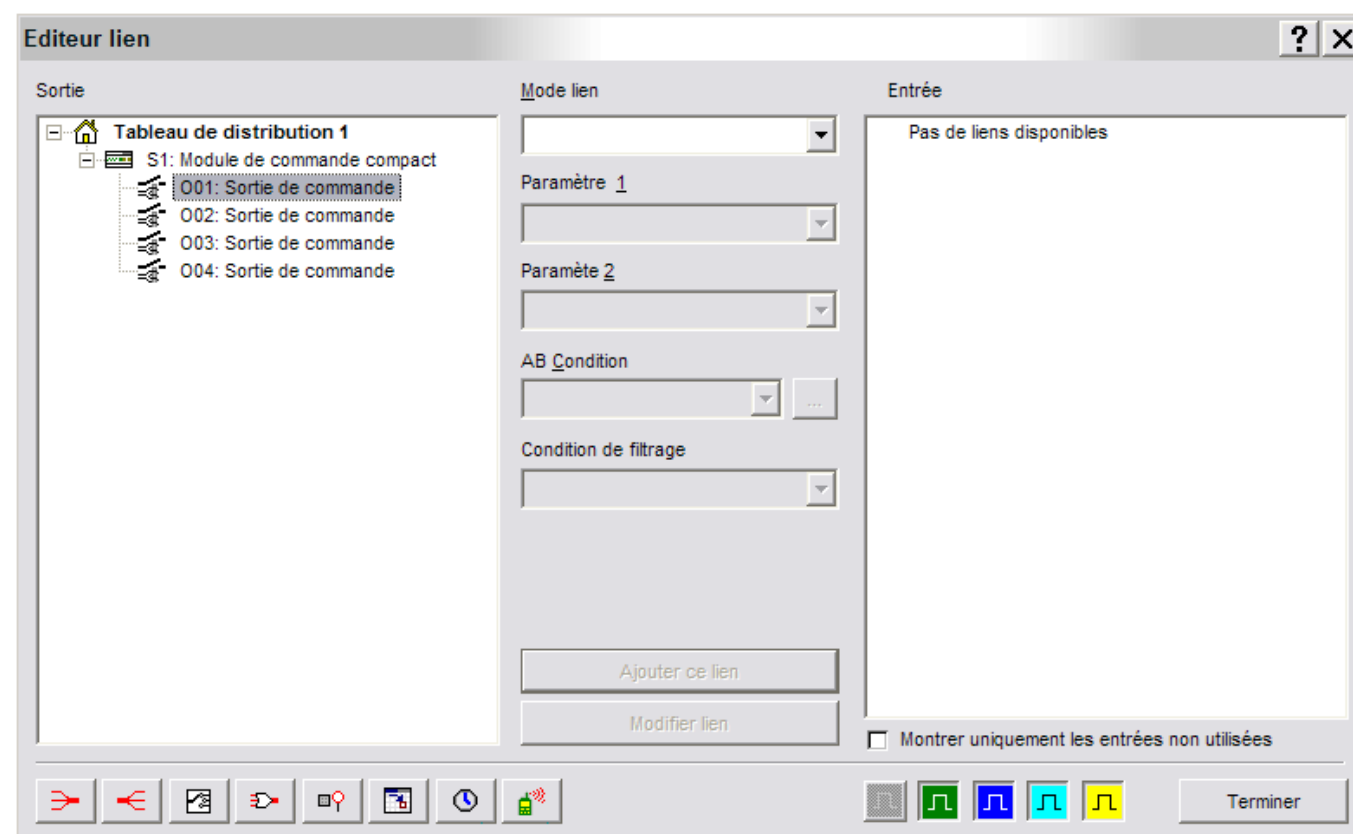 Editeur lien
Sortie
Mode lien
Entrée
Tableau de distribution 1
S1: Module de commande compact
O01: Sortie de commande
O02: Sortie de commande
O03: Sortie de commande
O04: Sortie de commande
Paramètre 1
Paramète 2
AB Condition
...
Condition de filtrage
Ajouter ce lien
Modifier lien
Pas de liens disponibles
Montrer uniquement les entrées non utilisées
Terminer